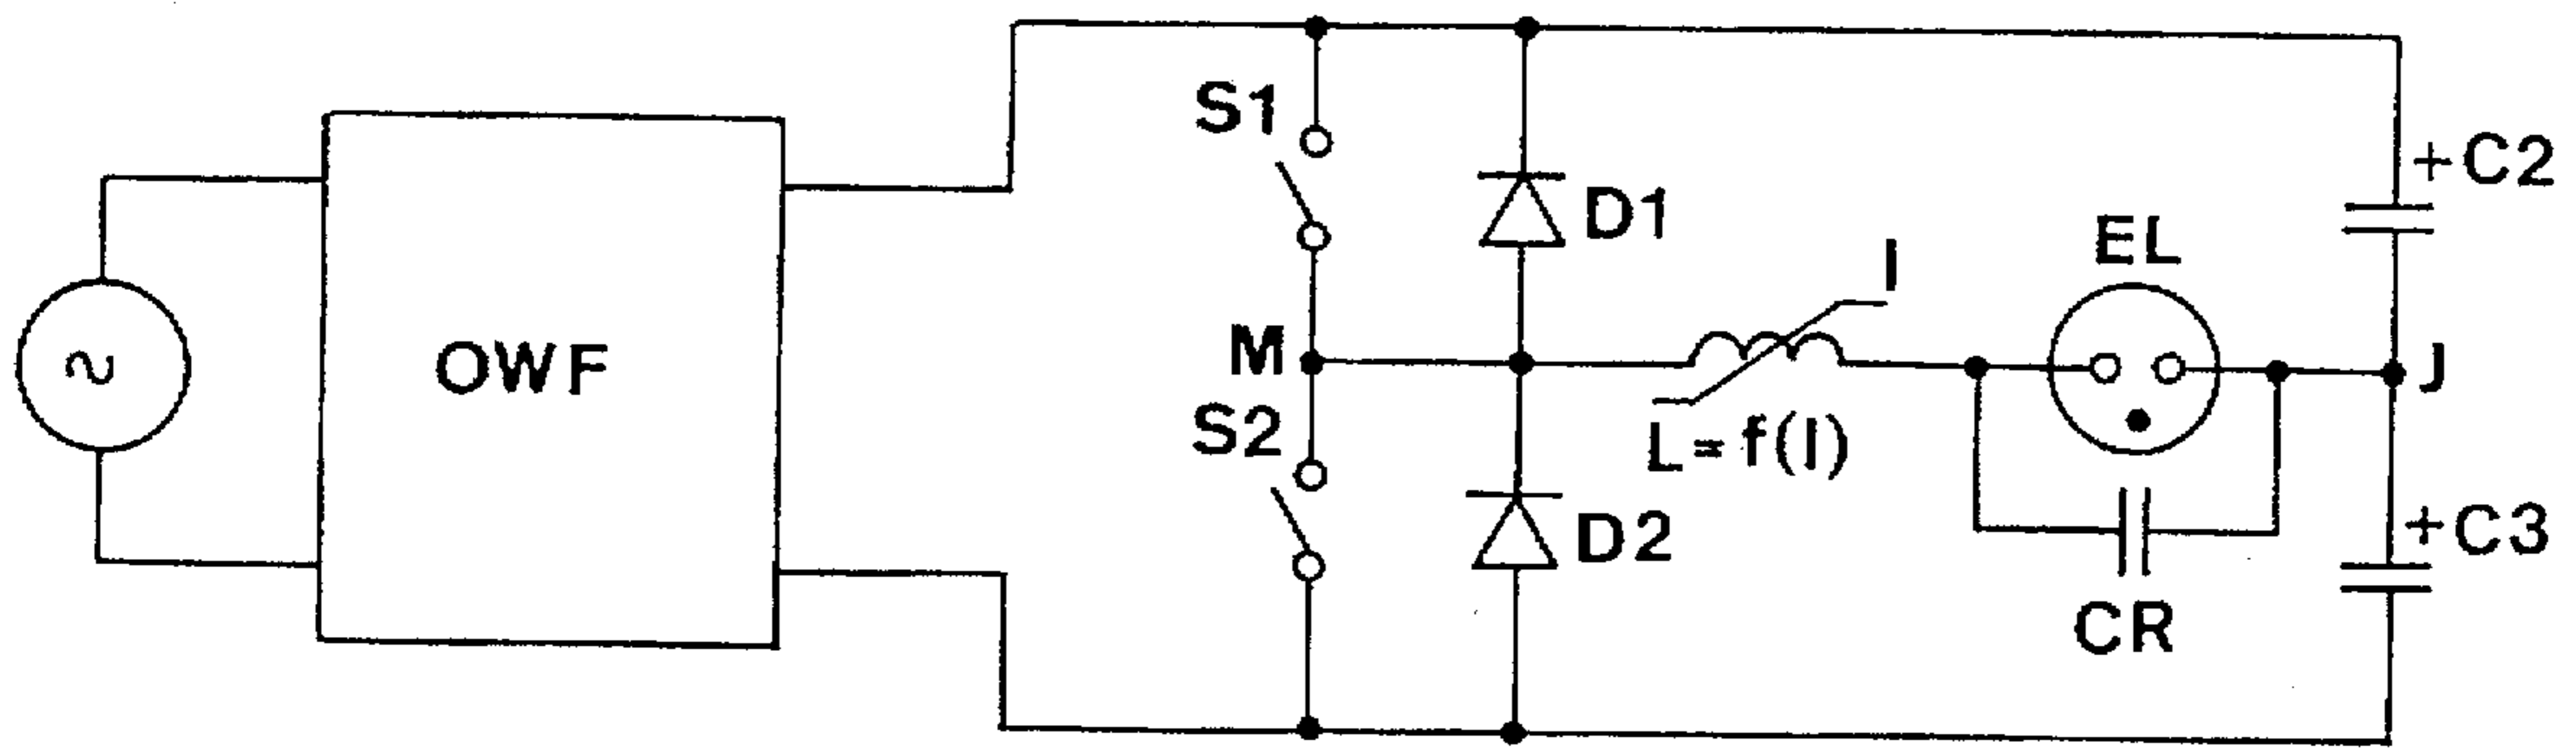 S1
+C2
D1
EL
I
OWF
M
J
S2
L=f(I)
D2
+C3
CR